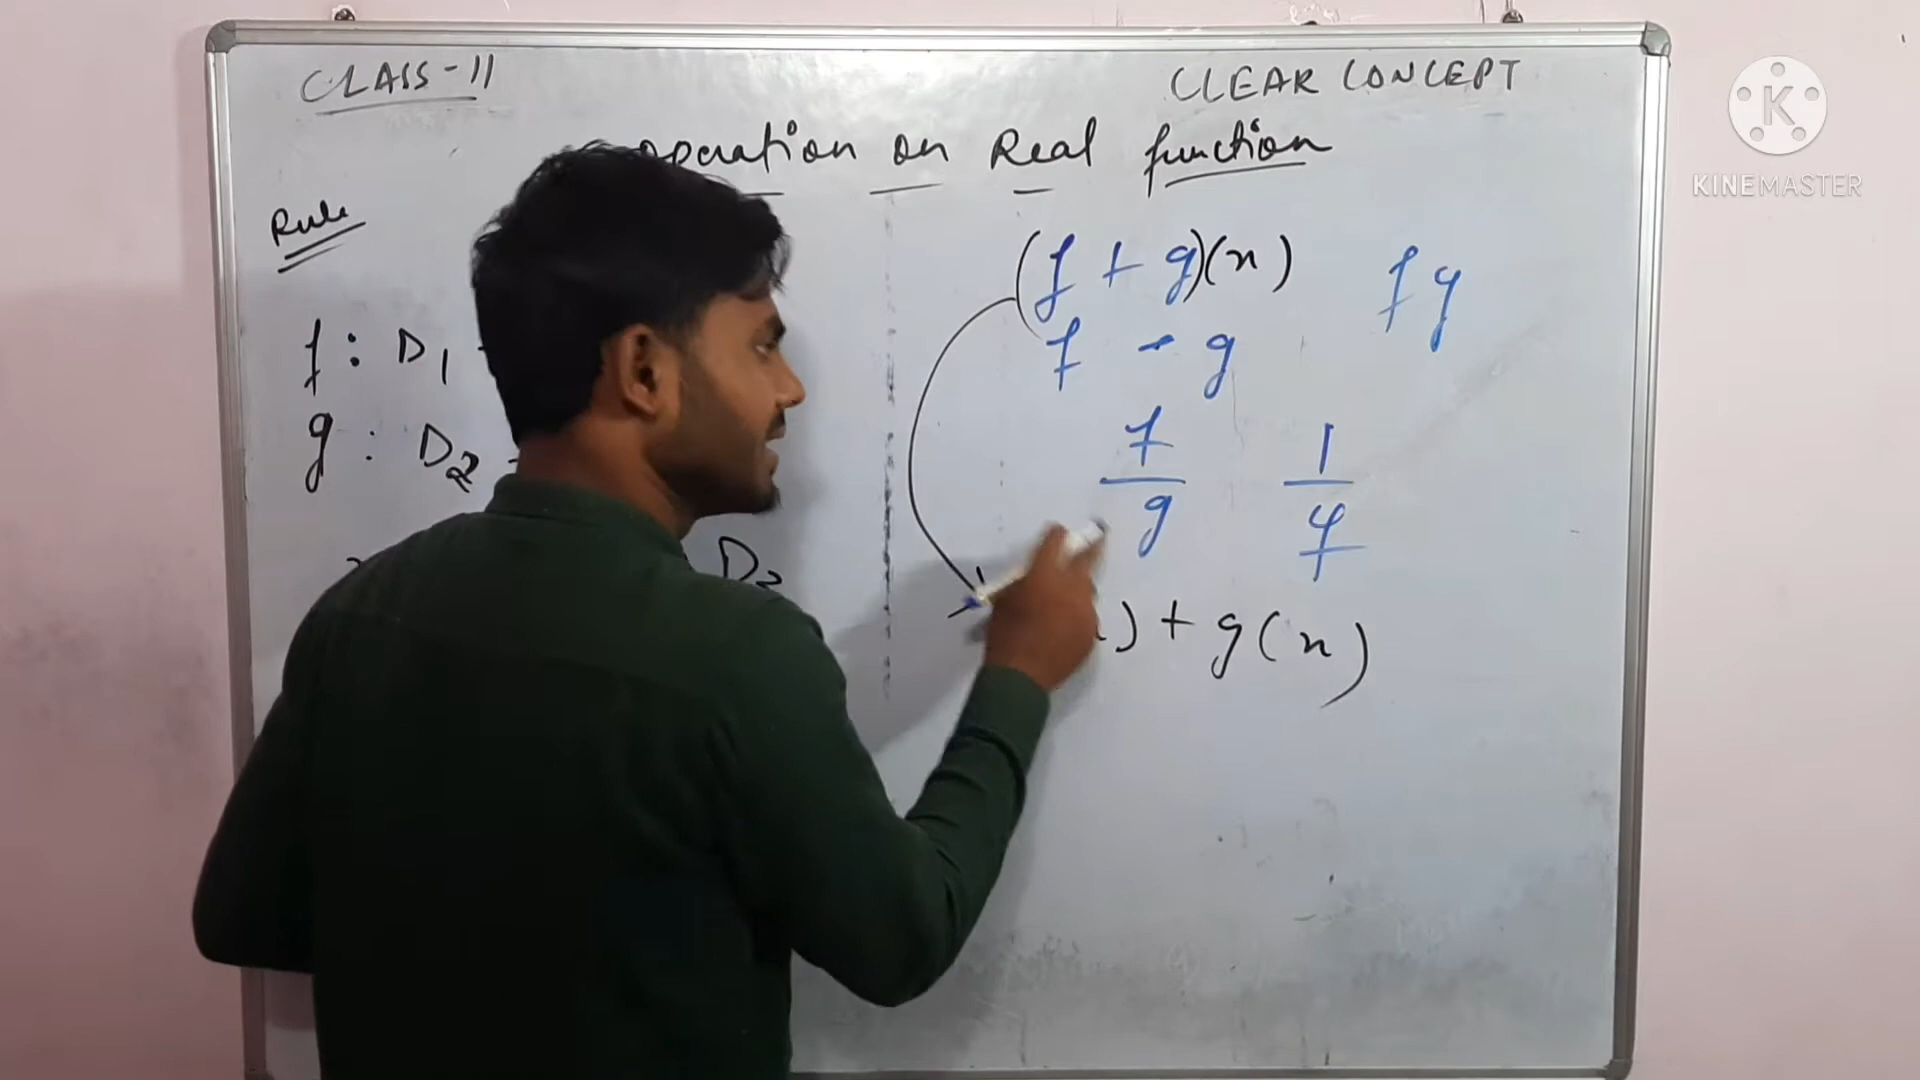 CLASS-11
CLEAR CONCEPT
operation on Real function
Rule
f : D1
g : D2
D2
(f + g)(x)
f g
f - g
f/g
1/f
) + g(x)
K
KINEMASTER